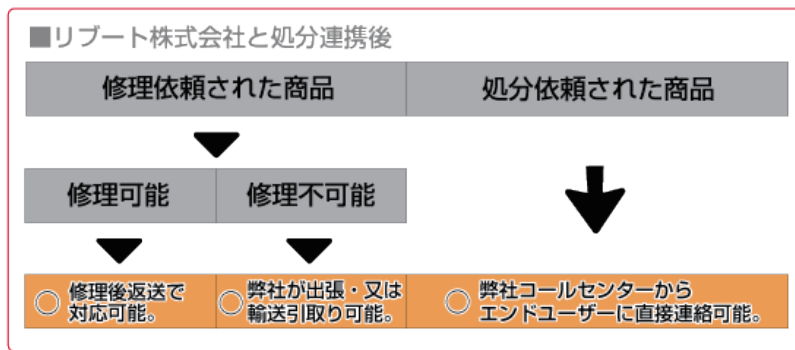 ■リブート株式会社と処分連携後
修理依頼された商品
処分依頼された商品
修理可能
修理不可能
○ 修理後返送で
対応可能。
○ 弊社が出張・又は
輸送引取り可能。
○ 弊社コールセンターから
エンドユーザーに直接連絡可能。